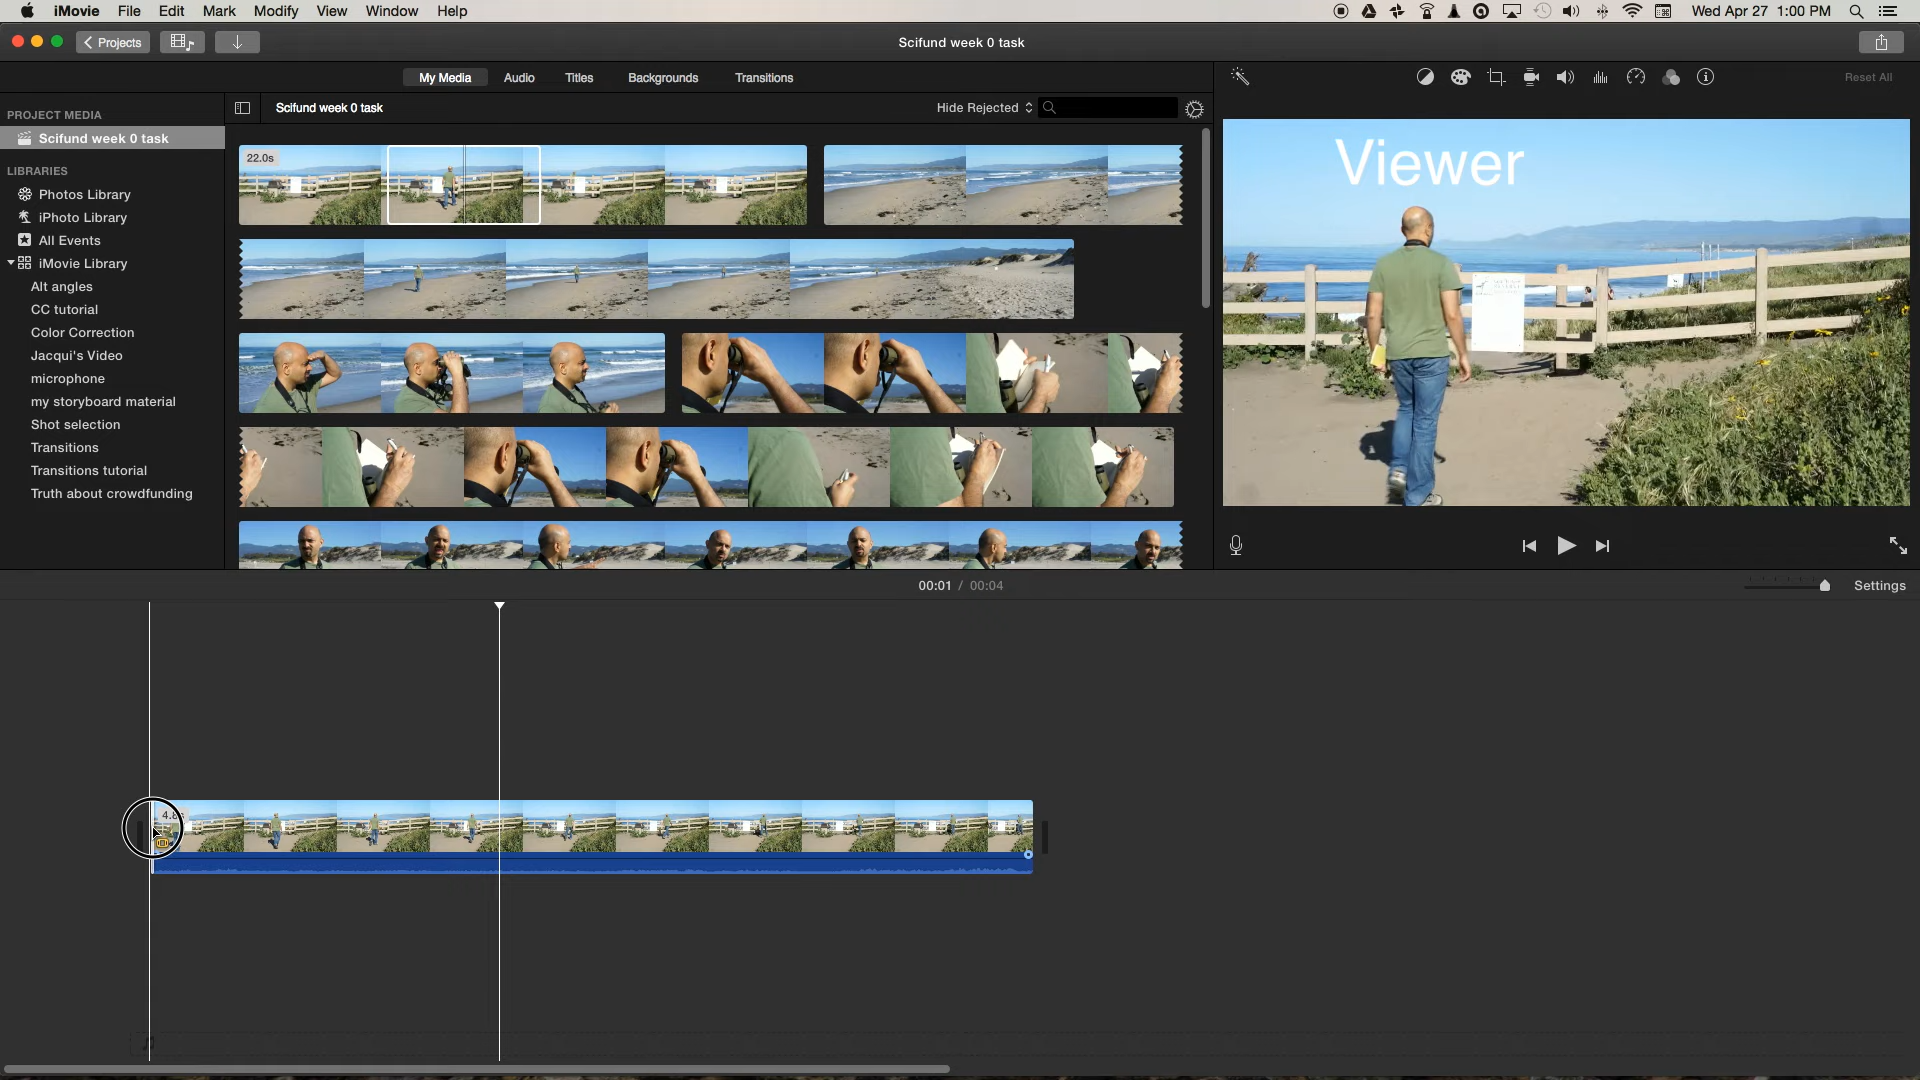 iMovie File Edit Mark Modify View Window Help Wed Apr 27 1:00 PM
Projects Scifund week 0 task
My Media Audio Titles Backgrounds Transitions Reset All
PROJECT MEDIA Scifund week 0 task Hide Rejected
Scifund week 0 task
22.0s
Viewer
LIBRARIES
Photos Library
iPhoto Library
All Events
iMovie Library
Alt angles
CC tutorial
Color Correction
Jacqui's Video
microphone
my storyboard material
Shot selection
Transitions
Transitions tutorial
Truth about crowdfunding
00:01 / 00:04 Settings